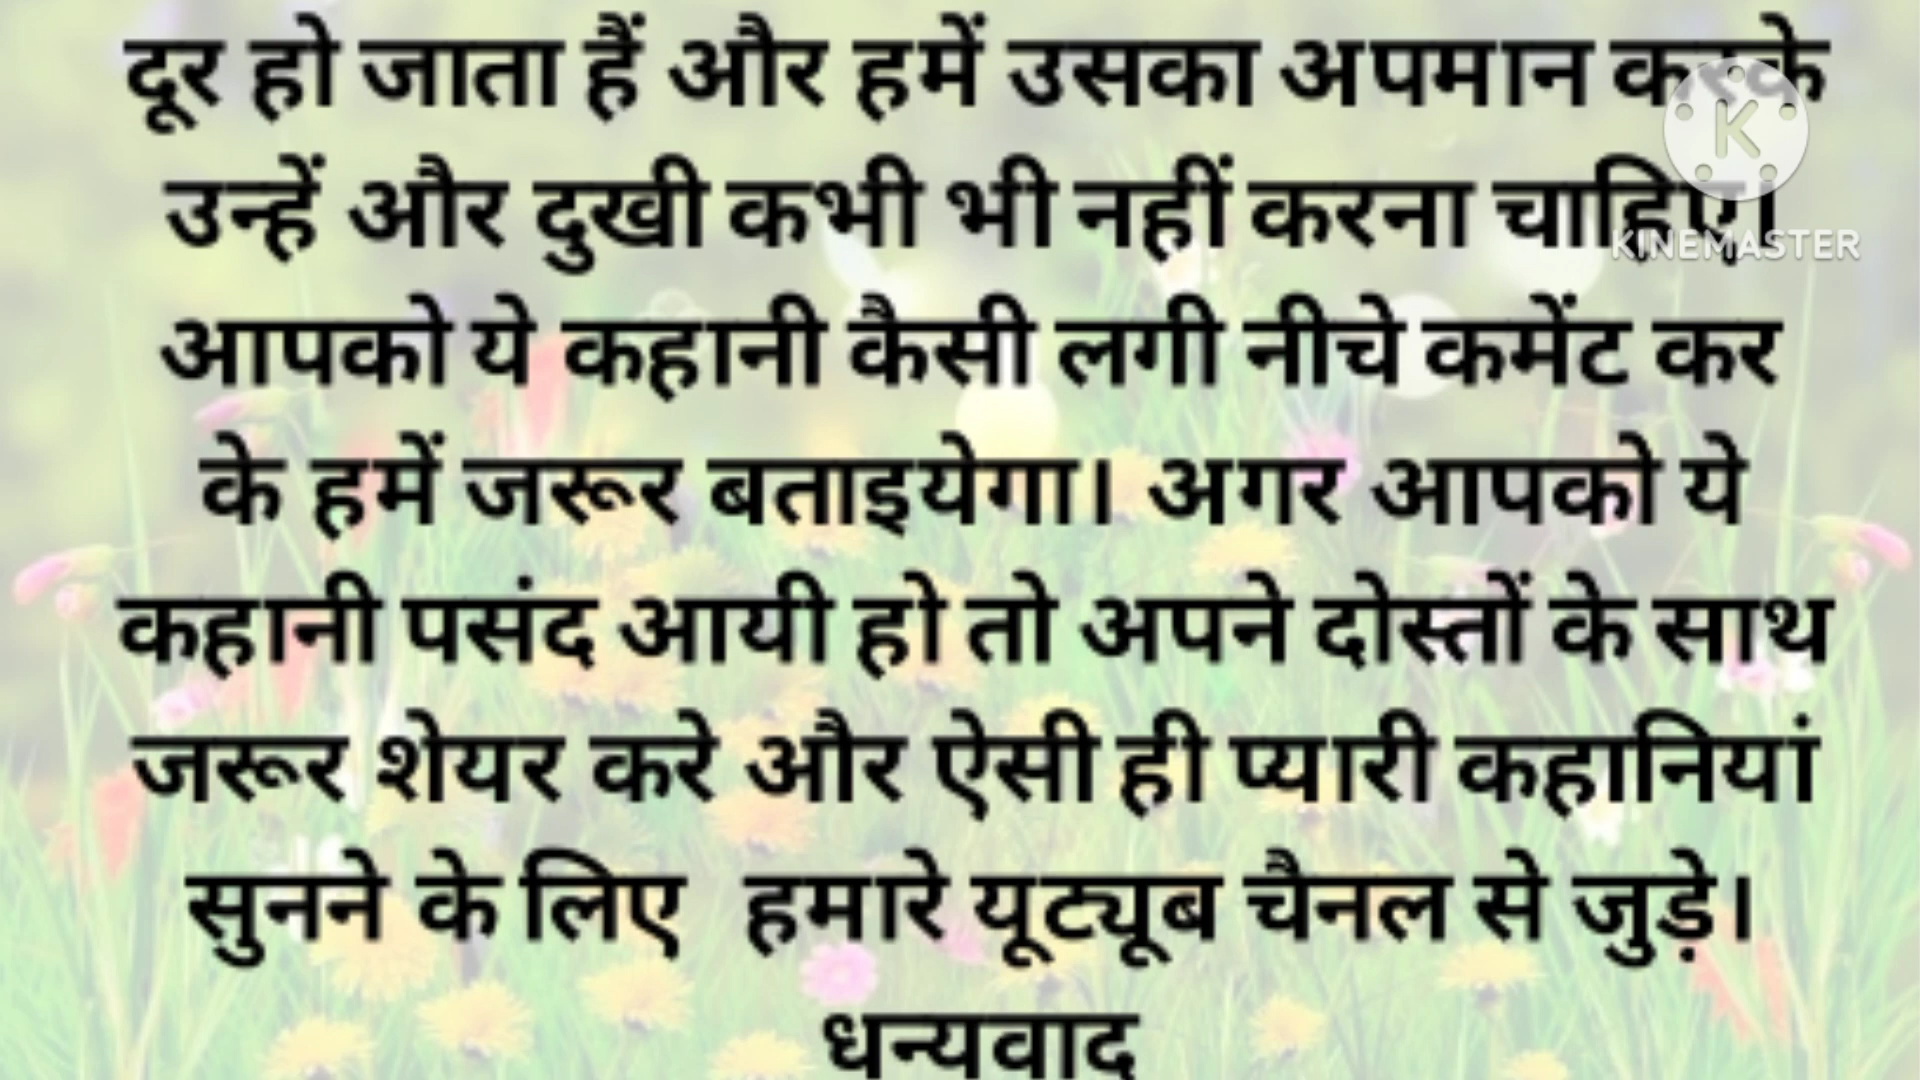 दूर हो जाता हैं और हमें उसका अपमान करके
उन्हें और दुखी कभी भी नहीं करना चाहिए।
आपको ये कहानी कैसी लगी नीचे कमेंट कर
के हमें जरूर बताइयेगा। अगर आपको ये
कहानी पसंद आयी हो तो अपने दोस्तों के साथ
जरूर शेयर करे और ऐसी ही प्यारी कहानियां
सुनने के लिए हमारे यूट्यूब चैनल से जुड़े।
धन्यवाद
K
KINEMASTER